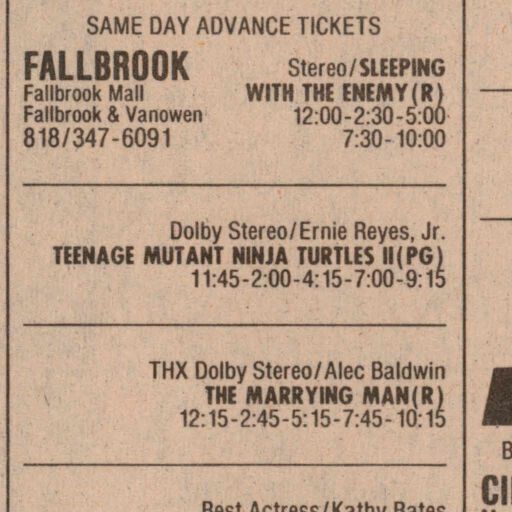 SAME DAY ADVANCE TICKETS
FALLBROOK
Fallbrook Mall
Fallbrook & Vanowen
818/347-6091
Stereo/SLEEPING
WITH THE ENEMY(R)
12:00-2:30-5:00
7:30-10:00
Dolby Stereo/Ernie Reyes, Jr.
TEENAGE MUTANT NINJA TURTLES II(PG)
11:45-2:00-4:15-7:00-9:15
THX Dolby Stereo/Alec Baldwin
THE MARRYING MAN(R)
12:15-2:45-5:15-7:45-10:15
Best Actress/Kathy Bates